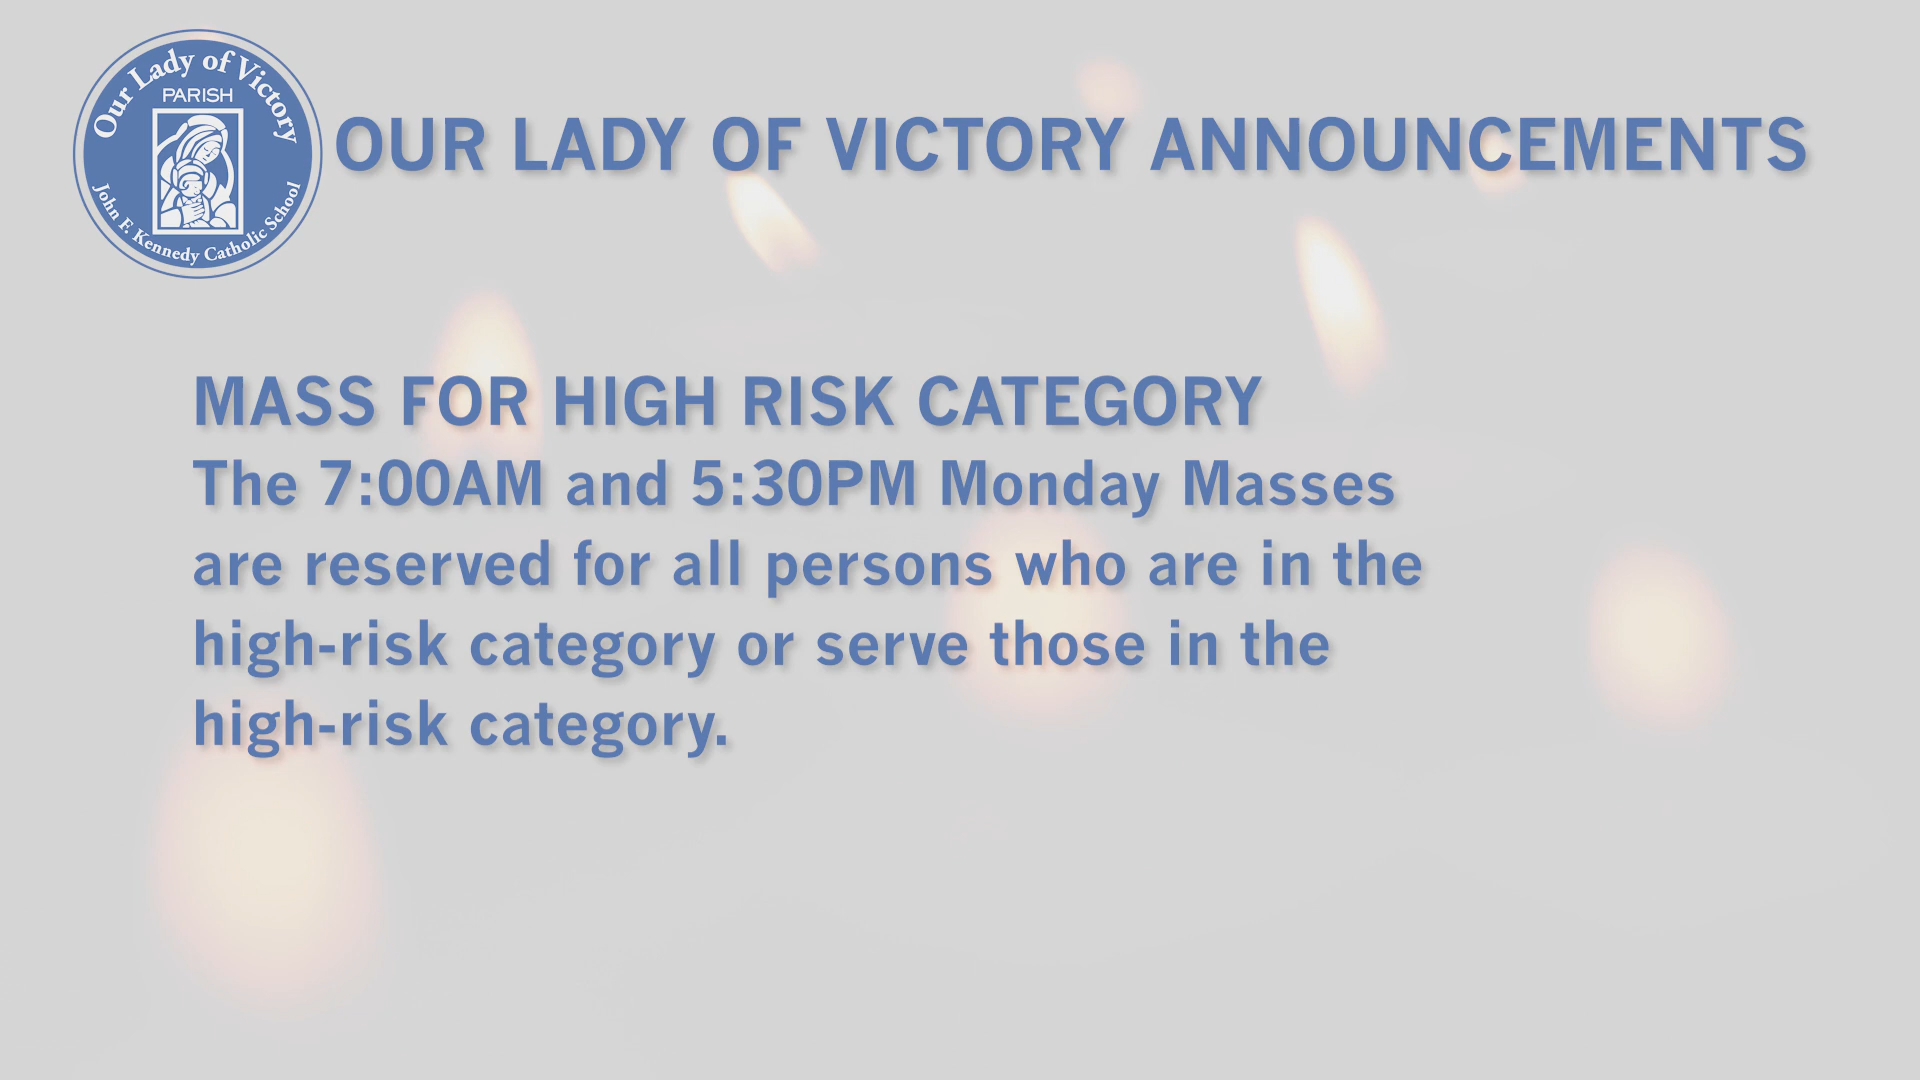 Our Lady of Victory
PARISH
John F. Kennedy Catholic School
OUR LADY OF VICTORY ANNOUNCEMENTS
MASS FOR HIGH RISK CATEGORY
The 7:00AM and 5:30PM Monday Masses
are reserved for all persons who are in the
high-risk category or serve those in the
high-risk category.